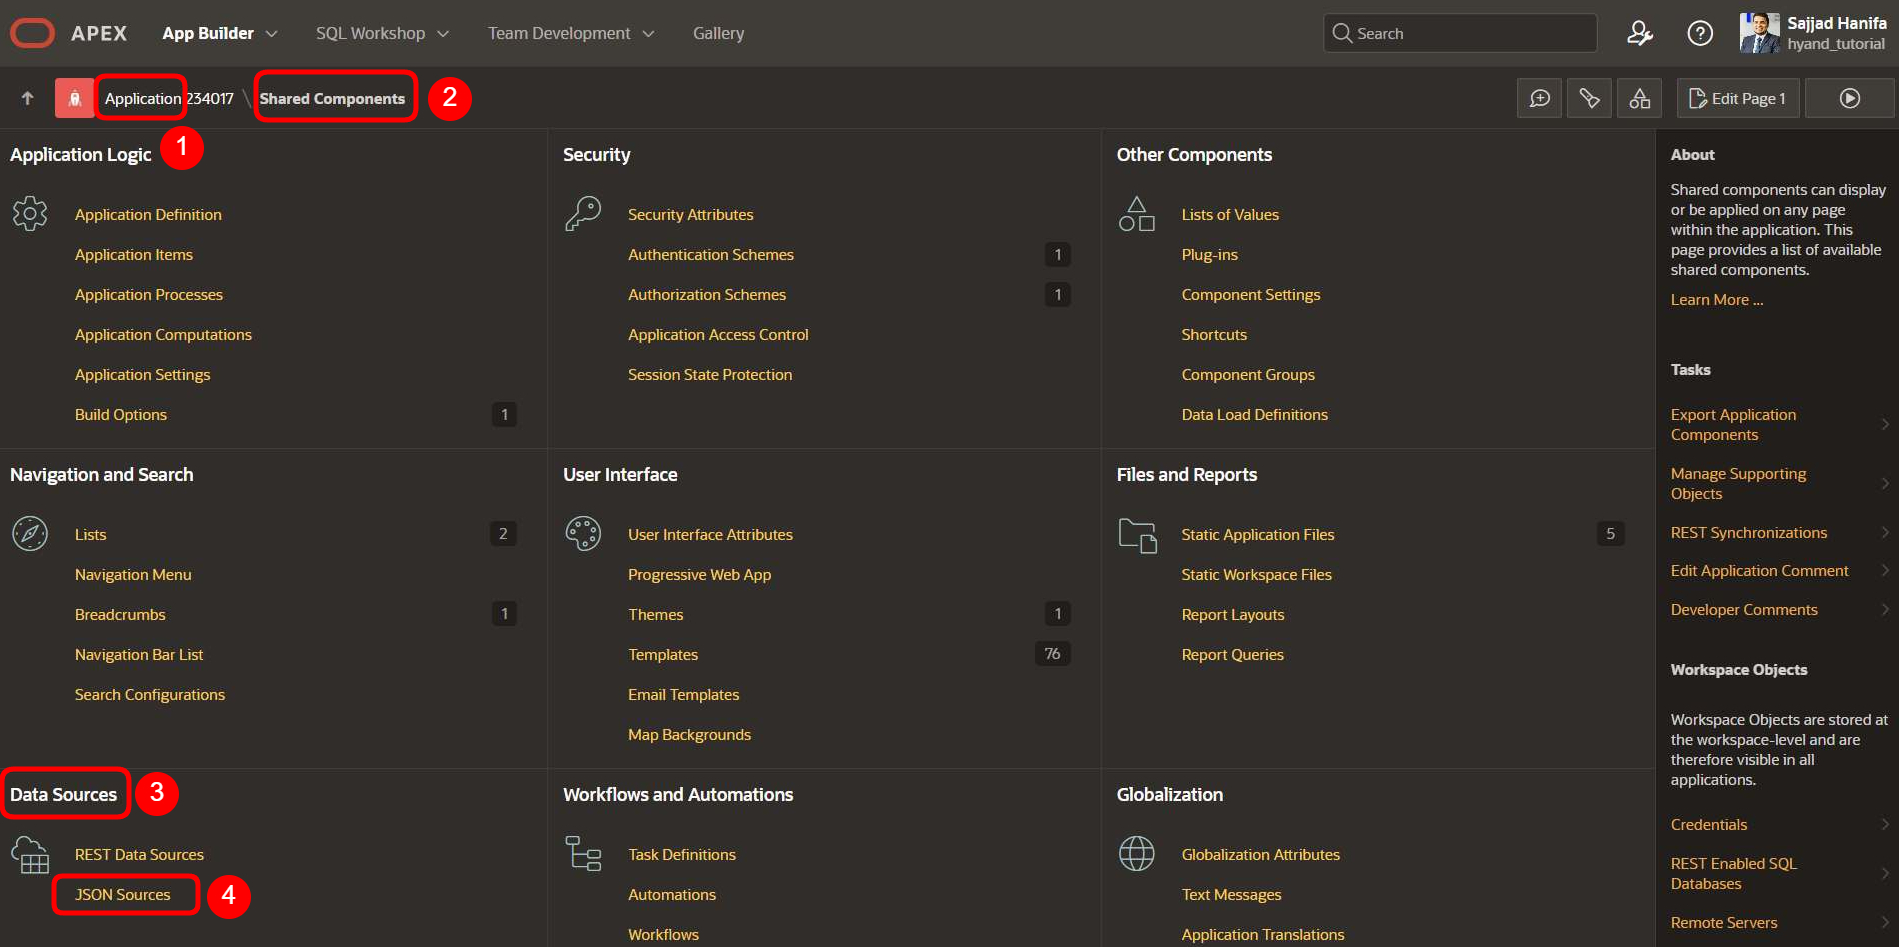 APEX App Builder SQL Workshop Team Development Gallery Search Sajjad Hanifa
hyand_tutorial
Application 234017 \ Shared Components 2 Edit Page 1
1
Application Logic
Application Definition
Application Items
Application Processes
Application Computations
Application Settings
Build Options 1
Security
Security Attributes
Authentication Schemes 1
Authorization Schemes 1
Application Access Control
Session State Protection
Other Components
Lists of Values
Plug-ins
Component Settings
Shortcuts
Component Groups
Data Load Definitions
Navigation and Search
Lists 2
Navigation Menu
Breadcrumbs 1
Navigation Bar List
Search Configurations
User Interface
User Interface Attributes
Progressive Web App
Themes 1
Templates 76
Email Templates
Map Backgrounds
Files and Reports
Static Application Files 5
Static Workspace Files
Report Layouts
Report Queries
Data Sources 3
REST Data Sources
JSON Sources 4
Workflows and Automations
Task Definitions
Automations
Workflows
Globalization
Globalization Attributes
Text Messages
Application Translations
About
Shared components can display
or be applied on any page
within the application. This
page provides a list of available
shared components.
Learn More ...
Tasks
Export Application
Components
Manage Supporting
Objects
REST Synchronizations
Edit Application Comment
Developer Comments
Workspace Objects
Workspace Objects are stored at
the workspace-level and are
therefore visible in all
applications.
Credentials
REST Enabled SQL
Databases
Remote Servers